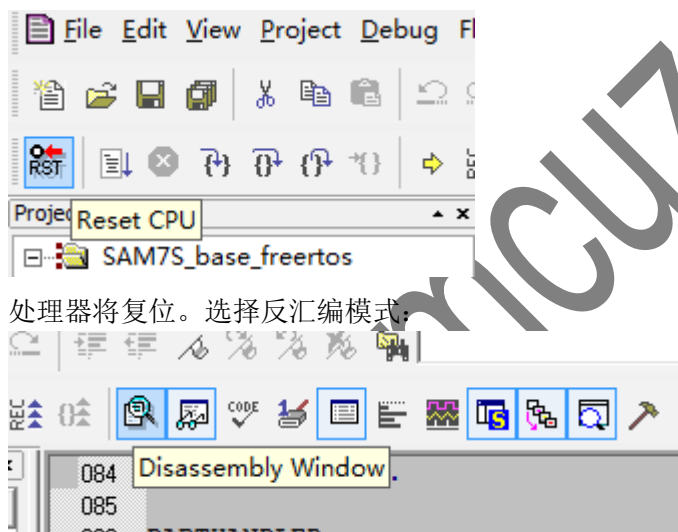 File Edit View Project Debug Fl
RST
Reset CPU
SAM7S_base_freertos
处理器将复位。选择反汇编模式:
REC CODE
084 Disassembly Window.
085